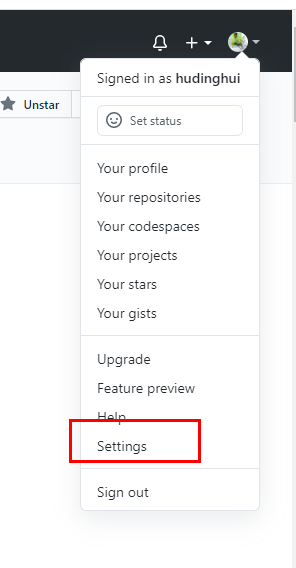 Unstar
Signed in as hudinghui
Set status
Your profile
Your repositories
Your codespaces
Your projects
Your stars
Your gists
Upgrade
Feature preview
Help
Settings
Sign out